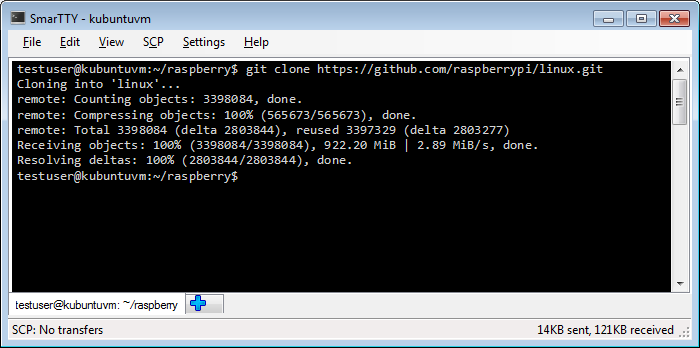 SmarTTY - kubuntuvm
File Edit View SCP Settings Help
testuser@kubuntuvm:~/raspberry$ git clone https://github.com/raspberrypi/linux.git
Cloning into 'linux'...
remote: Counting objects: 3398084, done.
remote: Compressing objects: 100% (565673/565673), done.
remote: Total 3398084 (delta 2803844), reused 3397329 (delta 2803277)
Receiving objects: 100% (3398084/3398084), 922.20 MiB | 2.89 MiB/s, done.
Resolving deltas: 100% (2803844/2803844), done.
testuser@kubuntuvm:~/raspberry$
testuser@kubuntuvm: ~/raspberry
SCP: No transfers 14KB sent, 121KB received